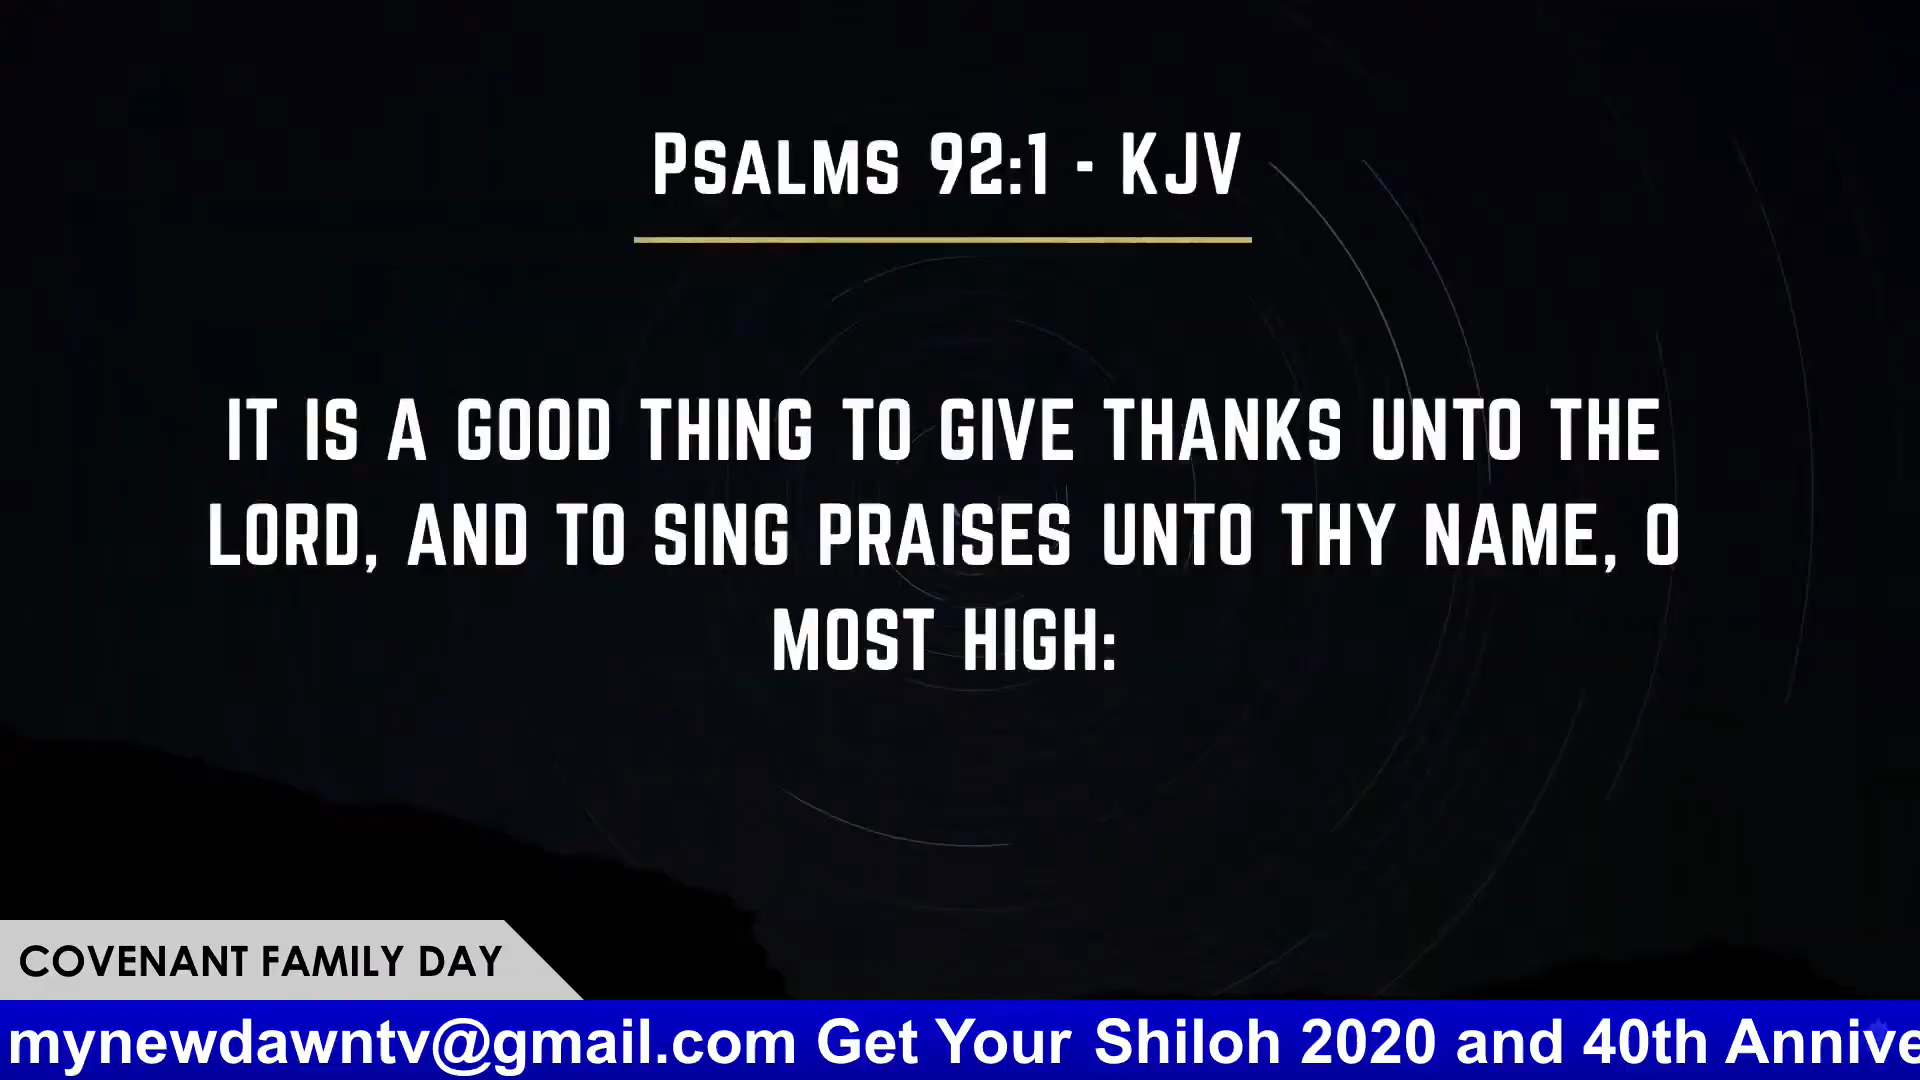 Psalms 92:1 - KJV
IT IS A GOOD THING TO GIVE THANKS UNTO THE
LORD, AND TO SING PRAISES UNTO THY NAME, O
MOST HIGH:
COVENANT FAMILY DAY
mynewdawntv@gmail.com Get Your Shiloh 2020 and 40th Annive